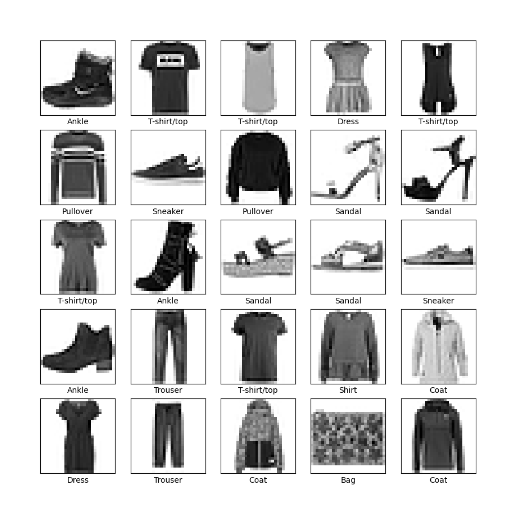 Ankle T-shirt/top T-shirt/top Dress T-shirt/top
Pullover Sneaker Pullover Sandal Sandal
T-shirt/top Ankle Sandal Sandal Sneaker
Ankle Trouser T-shirt/top Shirt Coat
Dress Trouser Coat Bag Coat